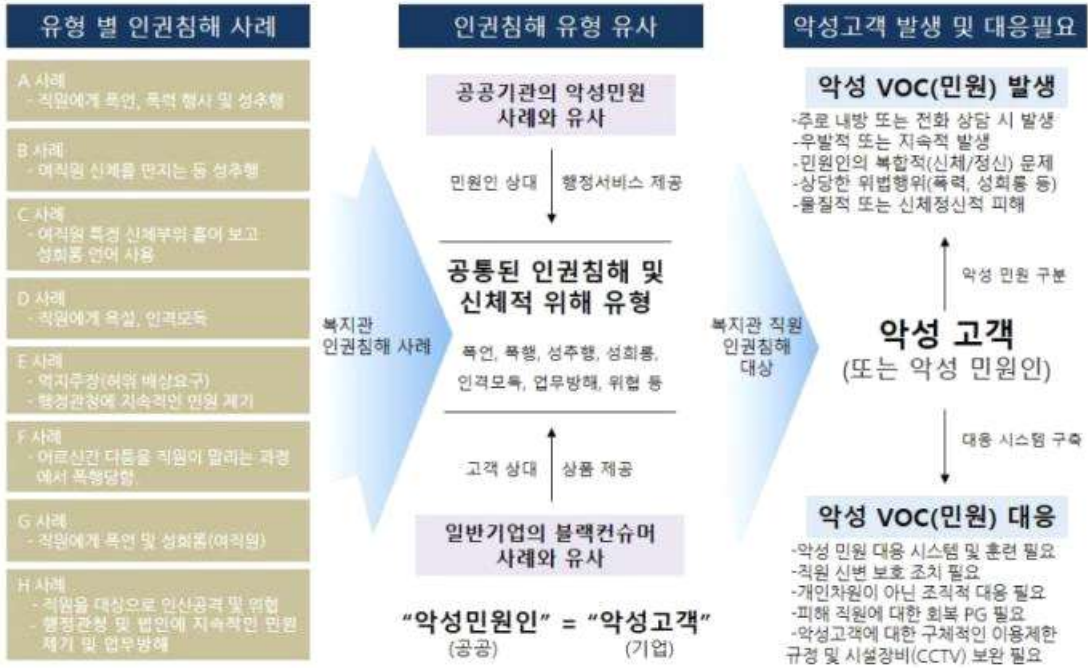 유형 별 인권침해 사례
A 사례
- 직원에게 폭언, 폭력 행사 및 성추행
B 사례
- 여직원 신체를 만지는 등 성추행
C 사례
- 여직원 특정 신체부위 훑어 보고
성희롱 언어 사용
D 사례
- 직원에게 욕설, 인격모독
E 사례
- 억지주장(허위 배상요구)
- 행정관청에 지속적인 민원 제기
F 사례
- 어르신간 다툼을 직원이 말리는 과정
에서 폭행당함.
G 사례
- 직원에게 폭언 및 성희롱(여직원)
H 사례
- 직원을 대상으로 인신공격 및 위협
- 행정관청 및 법인에 지속적인 민원
제기 및 업무방해
복지관
인권침해 사례
인권침해 유형 유사
공공기관의 악성민원
사례와 유사
민원인 상대
행정서비스 제공
공통된 인권침해 및
신체적 위해 유형
폭언, 폭행, 성추행, 성희롱,
인격모욕, 업무방해, 위협 등
고객 상대
상품 제공
일반기업의 블랙컨슈머
사례와 유사
“악성민원인” = “악성고객”
(공공)
(기업)
복지관 직원
인권침해
대상
악성고객 발생 및 대응필요
악성 VOC(민원) 발생
-주로 내방 또는 전화 상담 시 발생
-우발적 또는 지속적 발생
-민원인의 복합적(신체/정신) 문제
-상당한 위법행위(폭력, 성희롱 등)
-물질적 또는 신체정신적 피해
악성 민원 구분
악성 고객
(또는 악성 민원인)
대응 시스템 구축
악성 VOC(민원) 대응
-악성 민원 대응 시스템 및 훈련 필요
-직원 신변 보호 조치 필요
-개인차원이 아닌 조직적 대응 필요
-피해 직원에 대한 회복 PG 필요
-악성고객에 대한 구체적인 이용제한
규정 및 시설장비(CCTV) 보완 필요